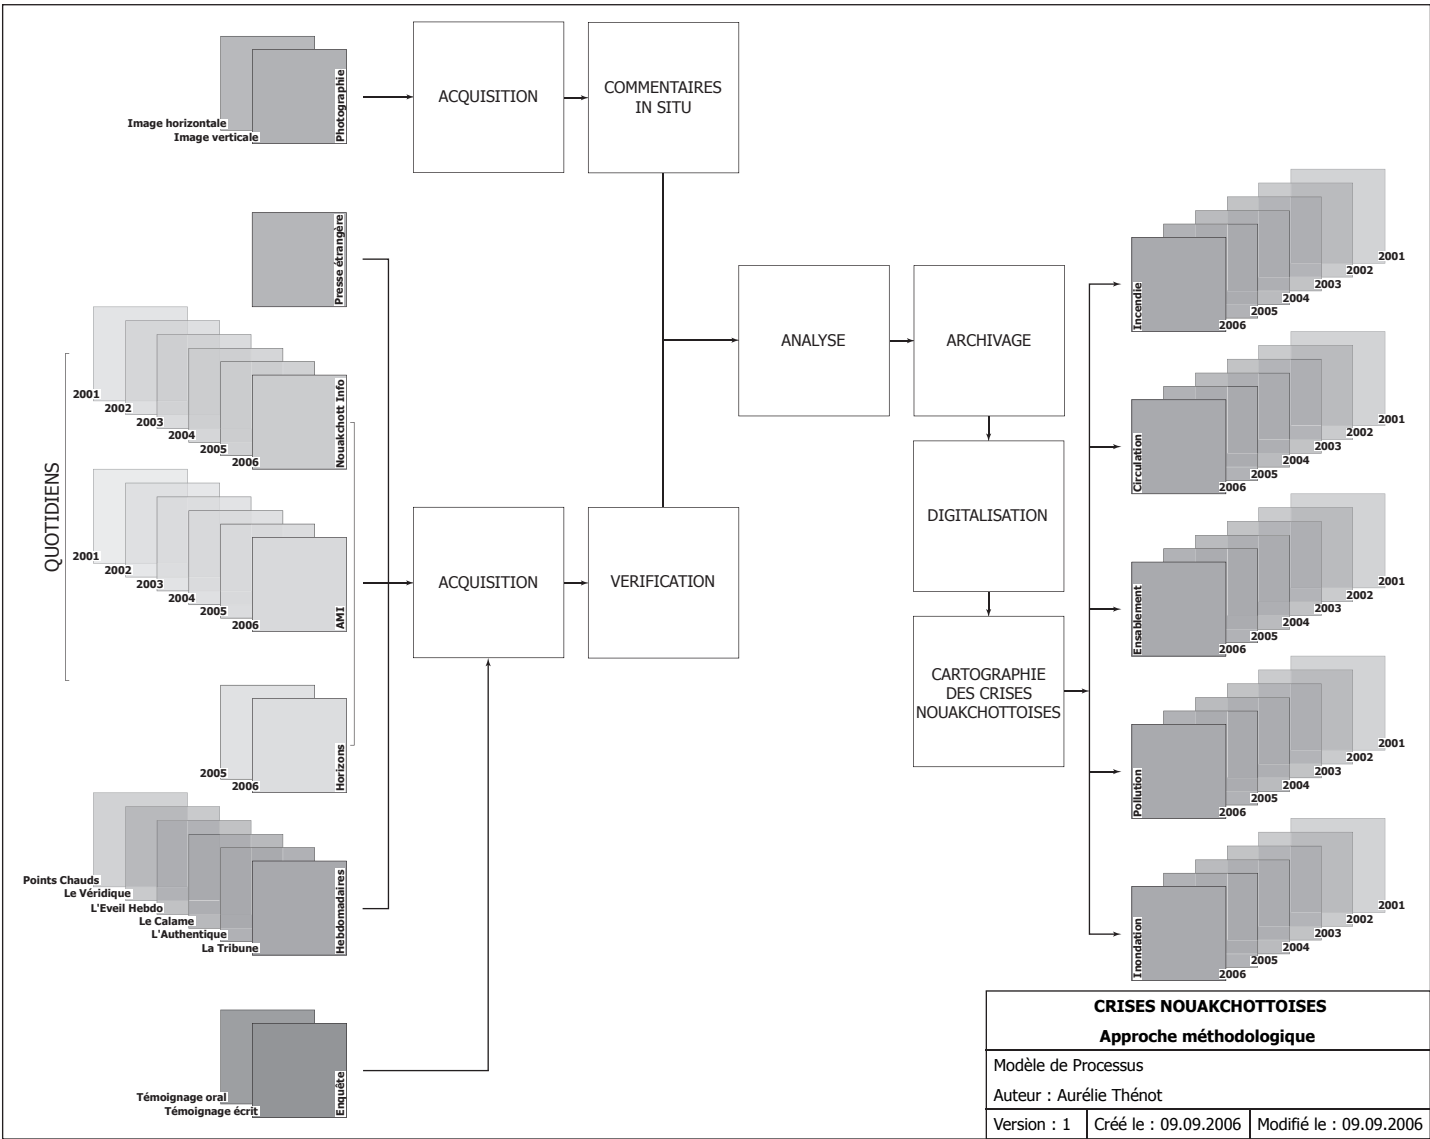 Image horizontale
Image verticale
Photographie
ACQUISITION
COMMENTAIRES
IN SITU
Presse étrangère
QUOTIDIENS
2001
2002
2003
2004
2005
2006
Nouakchott Info
2001
2002
2003
2004
2005
2006
AMI
2005
2006
Horizons
Points Chauds
Le Véridique
L'Eveil Hebdo
Le Calame
L'Authentique
La Tribune
Hebdomadaires
Témoignage oral
Témoignage écrit
Enquête
ACQUISITION
VERIFICATION
ANALYSE
ARCHIVAGE
DIGITALISATION
CARTOGRAPHIE
DES CRISES
NOUAKCHOTTOISES
Incendie
2006
2005
2004
2003
2002
2001
Circulation
2006
2005
2004
2003
2002
2001
Ensablement
2006
2005
2004
2003
2002
2001
Pollution
2006
2005
2004
2003
2002
2001
Inondation
2006
2005
2004
2003
2002
2001
CRISES NOUAKCHOTTOISES
Approche méthodologique
Modèle de Processus
Auteur : Aurélie Thénot
Version : 1 Créé le : 09.09.2006 Modifié le : 09.09.2006